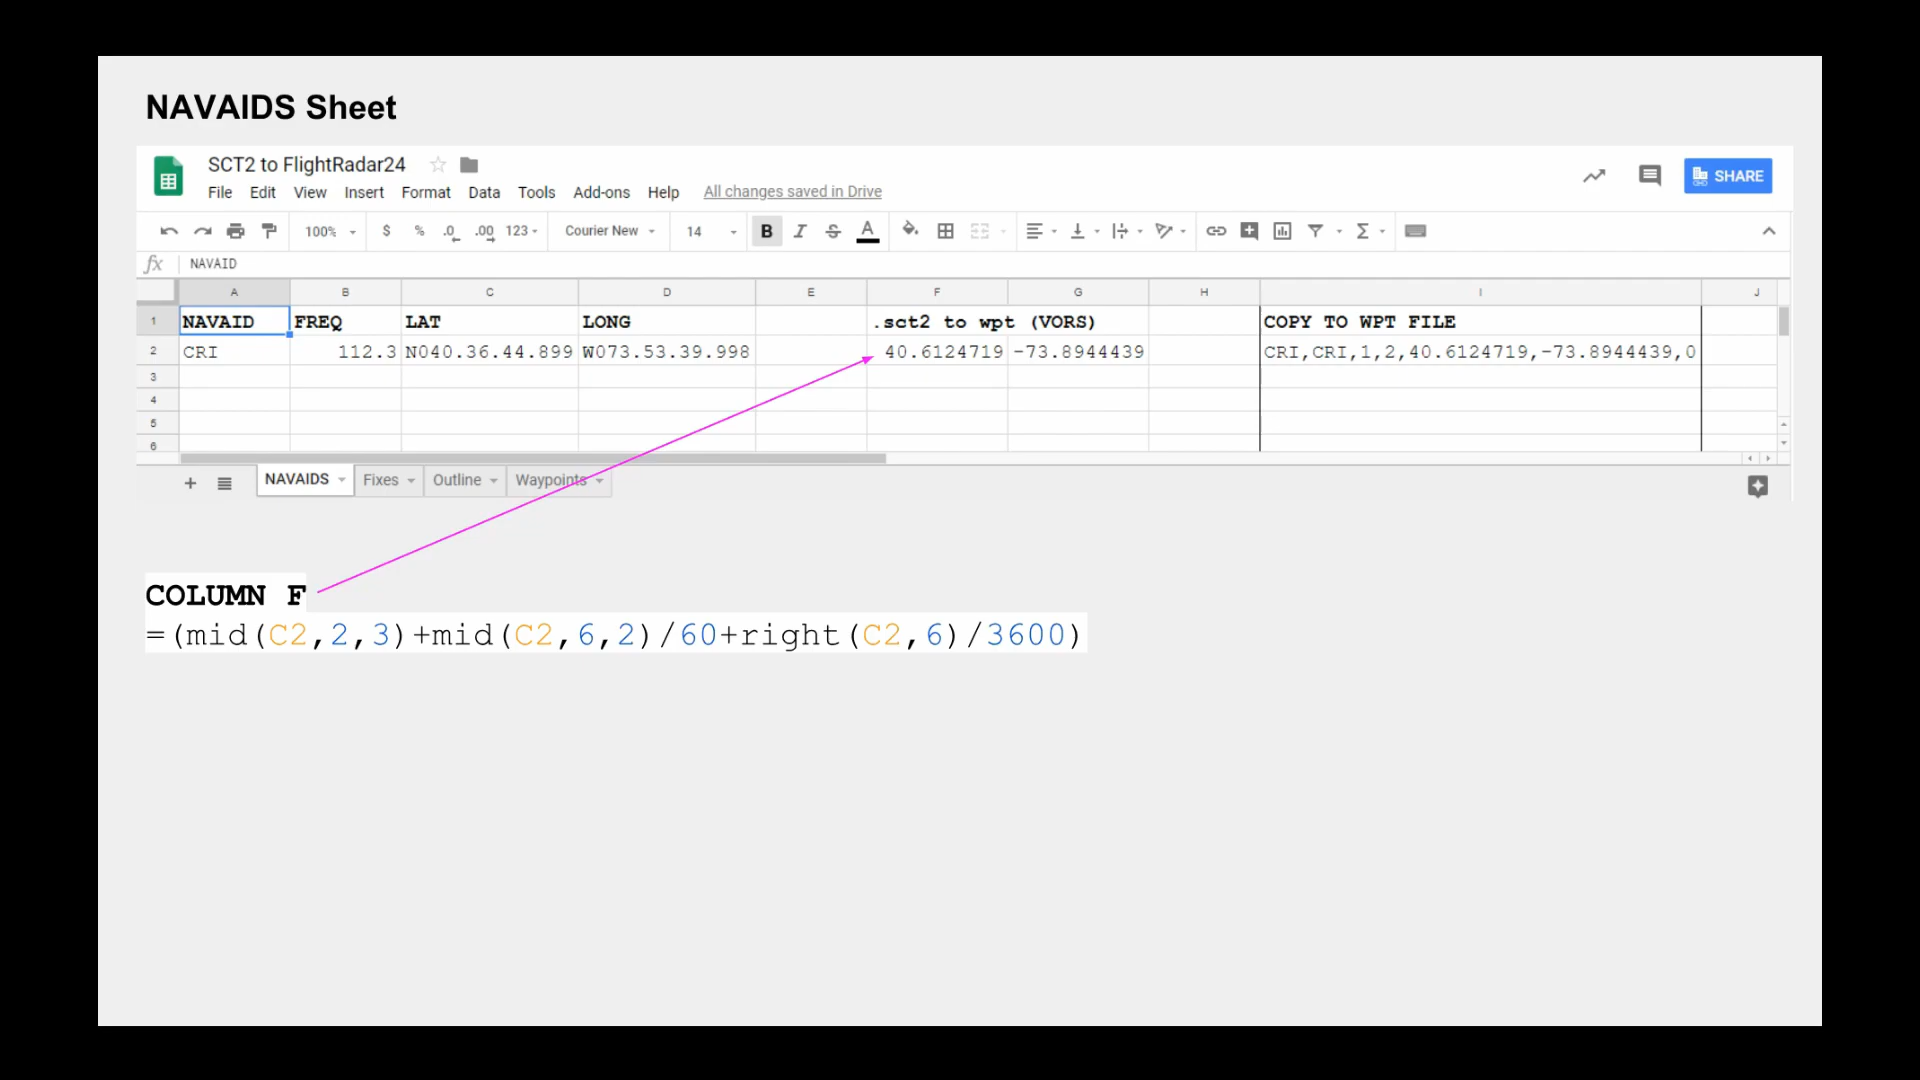 NAVAIDS Sheet
SCT2 to FlightRadar24
File Edit View Insert Format Data Tools Add-ons Help All changes saved in Drive
SHARE
100% $ % .0 .00 123 Courier New 14 B I S A
fx NAVAID
A B C D E F G H I J
1 NAVAID FREQ LAT LONG .sct2 to wpt (VORS) COPY TO WPT FILE
2 CRI 112.3 N040.36.44.899 W073.53.39.998 40.6124719 -73.8944439 CRI,CRI,1,2,40.6124719,-73.8944439,0
3
4
5
6
NAVAIDS Fixes Outline Waypoints
COLUMN F
=(mid(C2,2,3)+mid(C2,6,2)/60+right(C2,6)/3600)